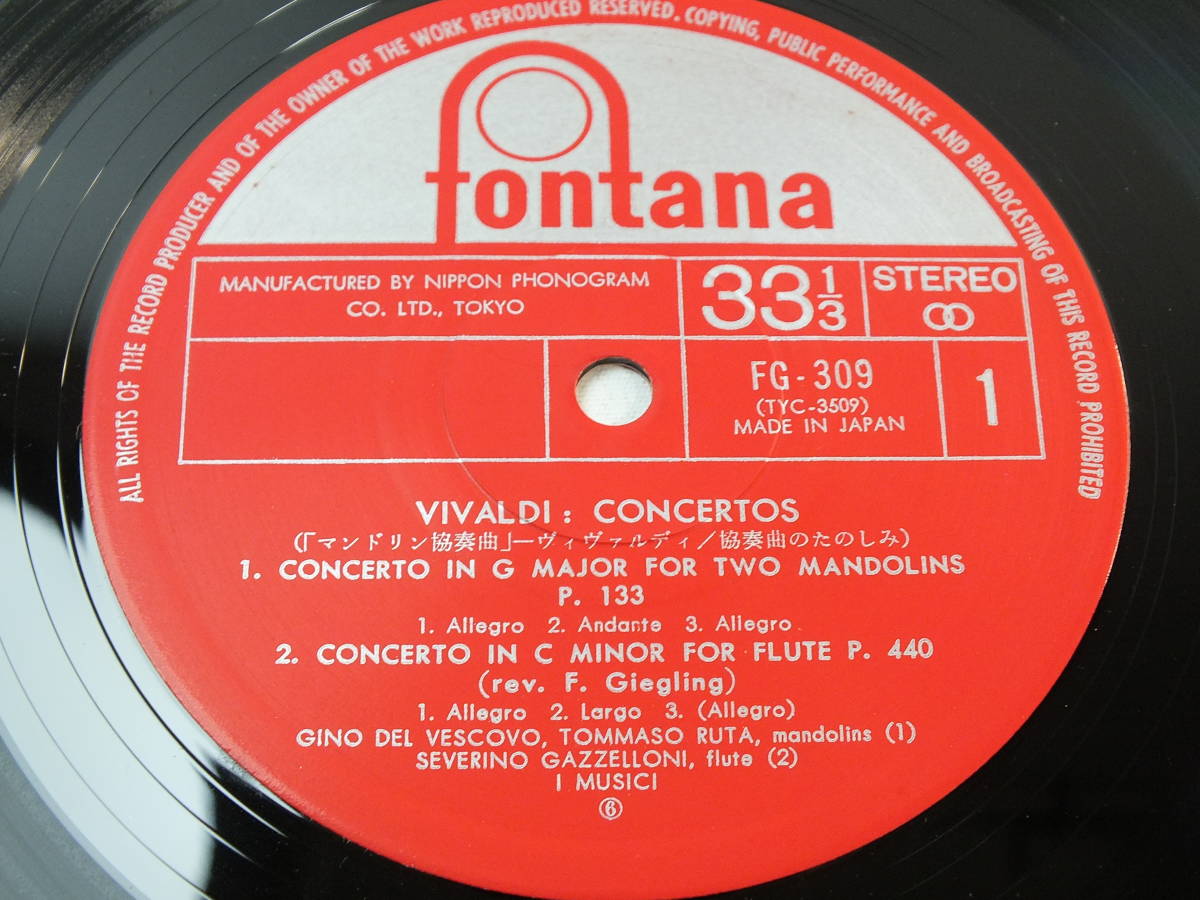 ALL RIGHTS OF THE RECORD PRODUCER AND OF THE OWNER OF THE WORK REPRODUCED RESERVED. COPYING, PUBLIC PERFORMANCE AND BROADCASTING OF THIS RECORD PROHIBITED
fontana
MANUFACTURED BY NIPPON PHONOGRAM
CO. LTD., TOKYO
33 1/3
STEREO
FG-309
(TYC-3509)
MADE IN JAPAN
1
VIVALDI : CONCERTOS
(「マンドリン協奏曲」―ヴィヴァルディ/協奏曲のたのしみ)
1. CONCERTO IN G MAJOR FOR TWO MANDOLINS
P. 133
1. Allegro 2. Andante 3. Allegro
2. CONCERTO IN C MINOR FOR FLUTE P. 440
(rev. F. Giegling)
1. Allegro 2. Largo 3. (Allegro)
GINO DEL VESCOVO, TOMMASO RUTA, mandolins (1)
SEVERINO GAZZELLONI, flute (2)
I MUSICI
⑥